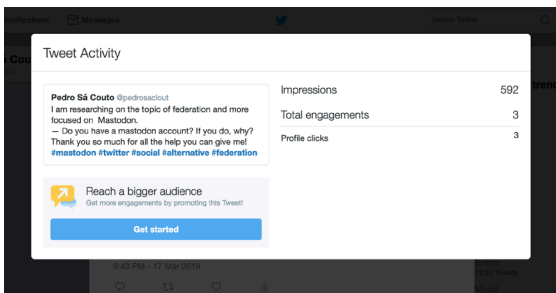 Notifications
Messages
Search Twitter
Tweet Activity
Pedro Sá Couto @pedrosaclout
I am researching on the topic of federation and more
focused on Mastodon.
— Do you have a mastodon account? If you do, why?
Thank you so much for all the help you can give me!
#mastodon #twitter #social #alternative #federation
Impressions 592
Total engagements 3
Profile clicks 3
Reach a bigger audience
Get more engagements by promoting this Tweet!
Get started
9:43 PM - 17 Mar 2019